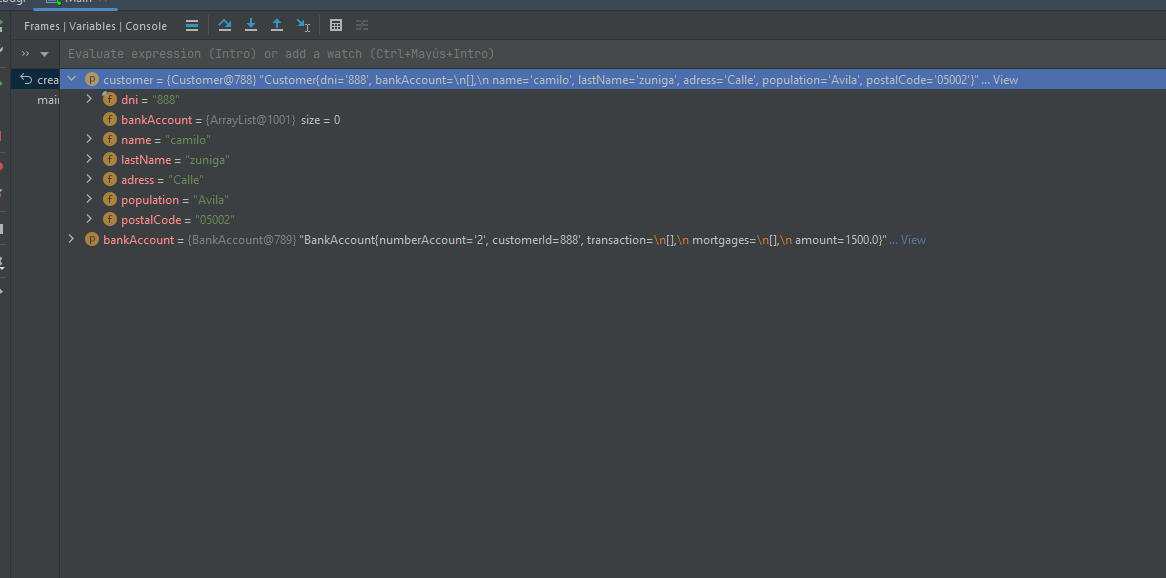 Main
Frames | Variables | Console
Evaluate expression (Intro) or add a watch (Ctrl+Mayús+Intro)
crea
customer = {Customer@788} "Customer{dni='888', bankAccount=\n[],\n name='camilo', lastName='zuniga', adress='Calle', population='Avila', postalCode='05002'}" ... View
dni = "888"
mai
bankAccount = {ArrayList@1001} size = 0
name = "camilo"
lastName = "zuniga"
adress = "Calle"
population = "Avila"
postalCode = "05002"
bankAccount = {BankAccount@789} "BankAccount{numberAccount='2', customerId=888', transaction=\n[],\n mortgages=\n[],\n amount=1500.0}" ... View